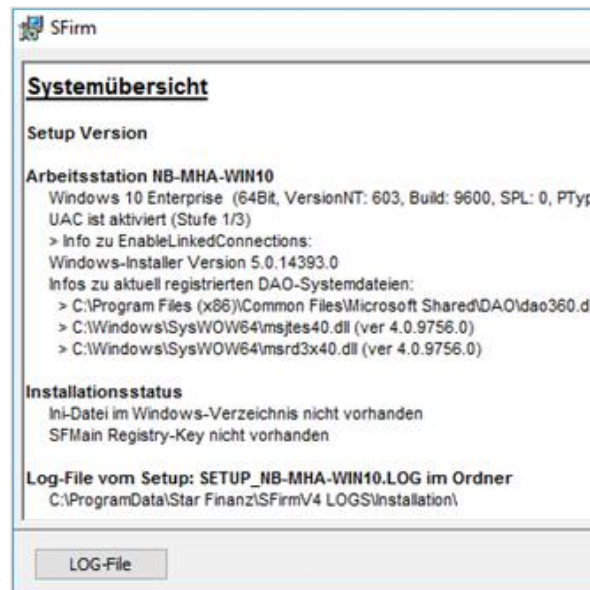 SFirm
Systemübersicht
Setup Version
Arbeitsstation NB-MHA-WIN10
Windows 10 Enterprise (64Bit, VersionNT: 603, Build: 9600, SPL: 0, PTyp
UAC ist aktiviert (Stufe 1/3)
> Info zu EnableLinkedConnections:
Windows-Installer Version 5.0.14393.0
Infos zu aktuell registrierten DAO-Systemdateien:
> C:\Program Files (x86)\Common Files\Microsoft Shared\DAO\dao360.d
> C:\Windows\SysWOW64\msjtes40.dll (ver 4.0.9756.0)
> C:\Windows\SysWOW64\msrd3x40.dll (ver 4.0.9756.0)
Installationsstatus
Ini-Datei im Windows-Verzeichnis nicht vorhanden
SFMain Registry-Key nicht vorhanden
Log-File vom Setup: SETUP_NB-MHA-WIN10.LOG im Ordner
C:\ProgramData\Star Finanz\SFirmV4 LOGS\Installation\
LOG-File